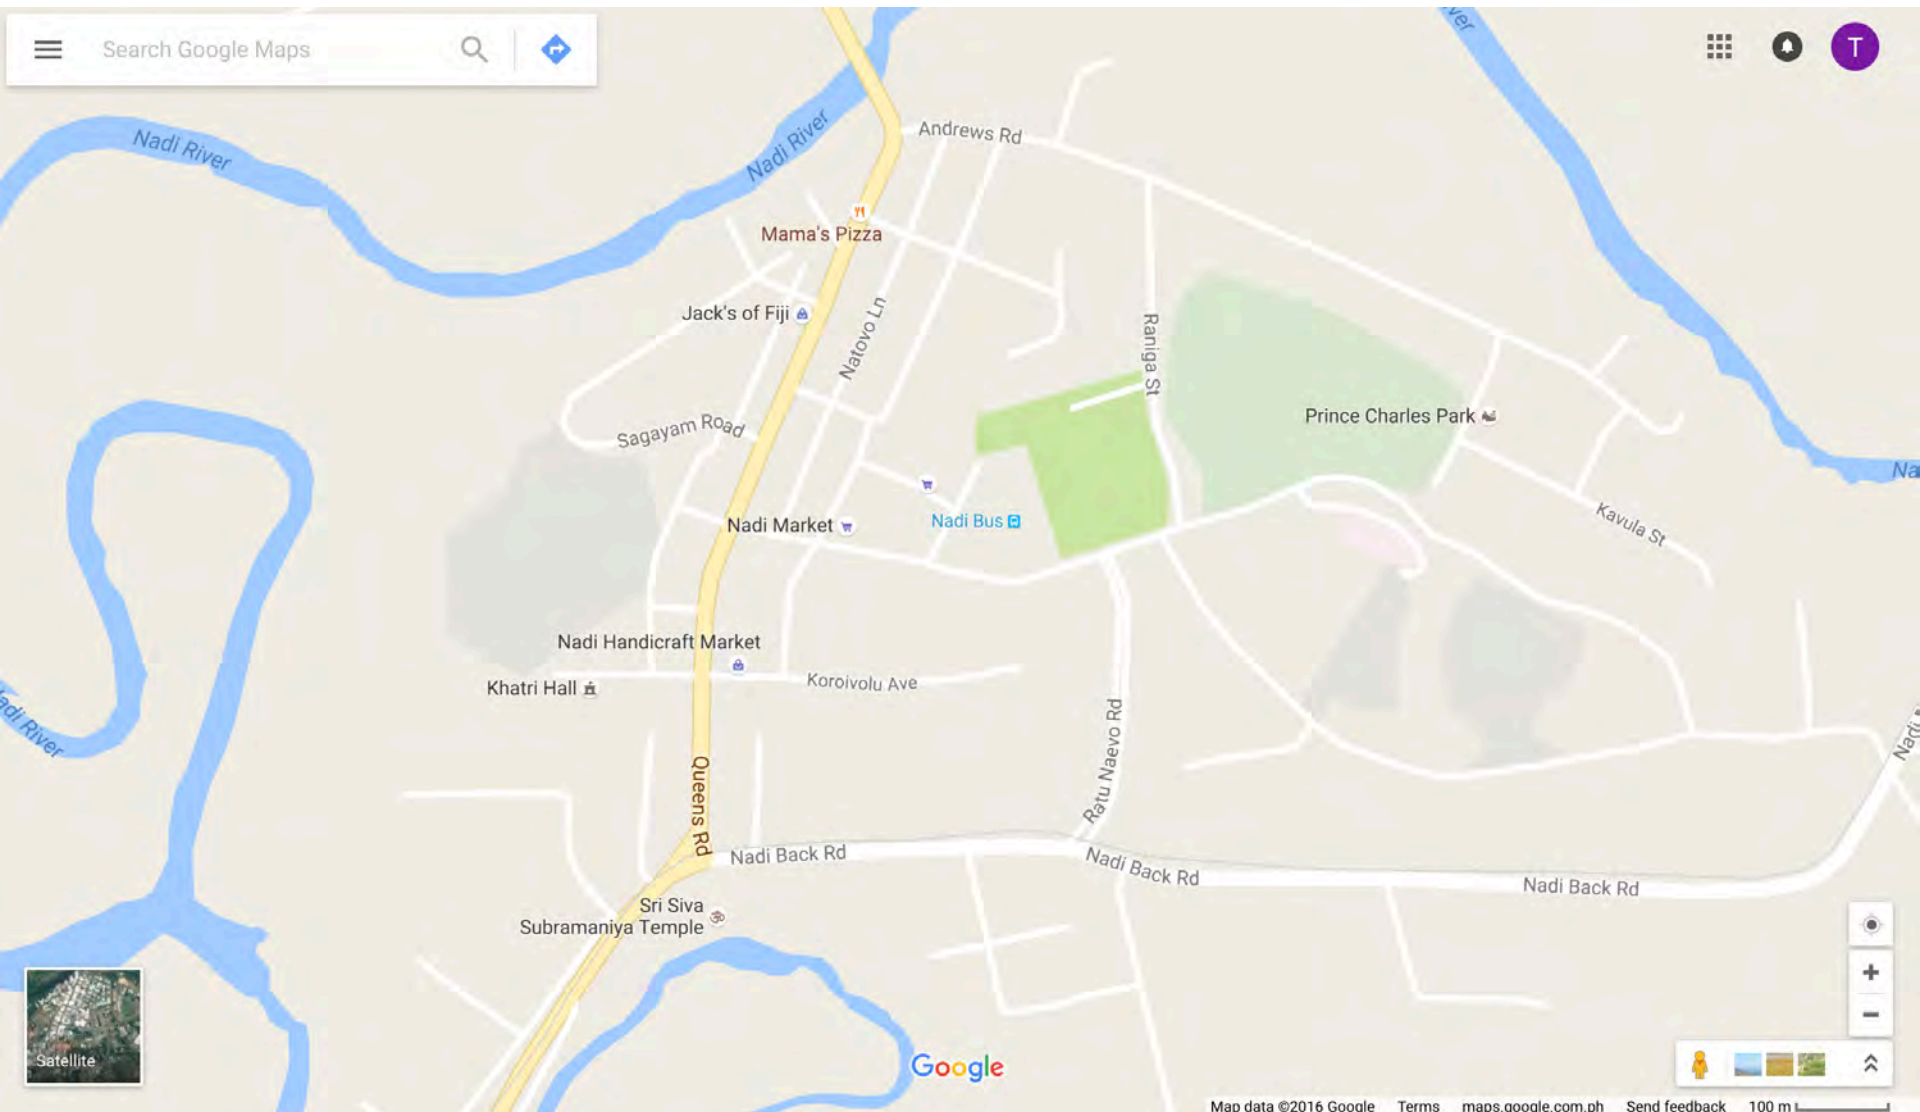 Search Google Maps
T
Nadi River
Nadi River
Andrews Rd
Mama's Pizza
Jack's of Fiji
Natovo Ln
Raniga St
Sagayam Road
Prince Charles Park
Nadi Market
Nadi Bus
Kavula St
Nadi Handicraft Market
Khatri Hall
Koroivolu Ave
Ratu Naevo Rd
Queens Rd
Nadi Back Rd
Nadi Back Rd
Nadi Back Rd
Nadi
Sri Siva
Subramaniya Temple
Satellite
Google
Map data ©2016 Google Terms maps.google.com.ph Send feedback 100 m